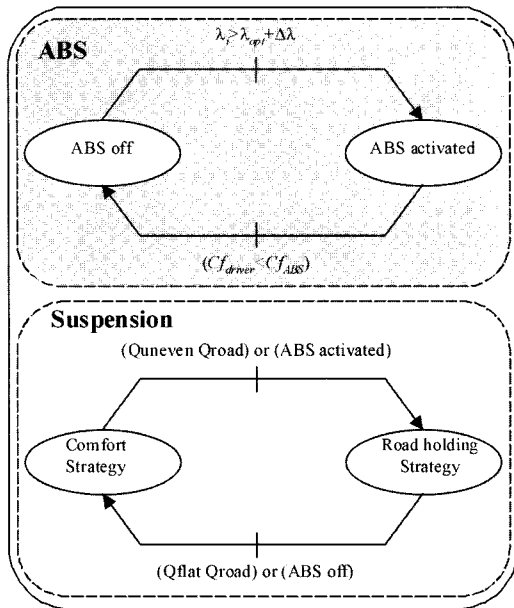 ABS
λi>λopt+Δλ
ABS off
ABS activated
(Cfdriver<CfABS)
Suspension
(Quneven Qroad) or (ABS activated)
Comfort
Strategy
Road holding
Strategy
(Qflat Qroad) or (ABS off)